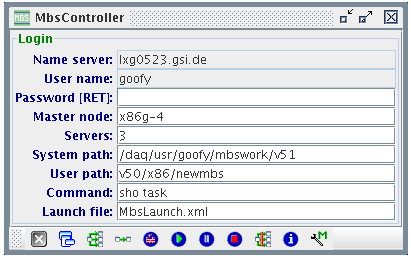 MBS MbsController
Login
Name server: lxg0523.gsi.de
User name: goofy
Password [RET]:
Master node: x86g-4
Servers: 3
System path: /daq/usr/goofy/mbswork/v51
User path: v50/x86/newmbs
Command: sho task
Launch file: MbsLaunch.xml
M